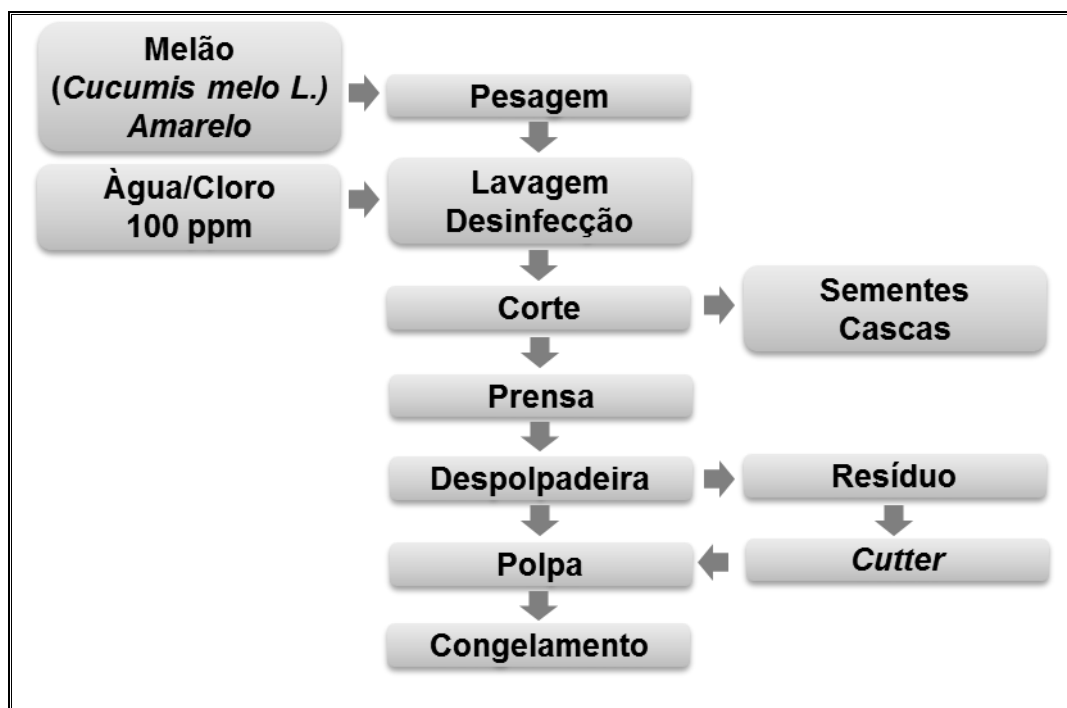 Melão
(Cucumis melo L.)
Amarelo
Pesagem
Àgua/Cloro
100 ppm
Lavagem
Desinfecção
Corte
Sementes
Cascas
Prensa
Despolpadeira
Resíduo
Polpa
Cutter
Congelamento